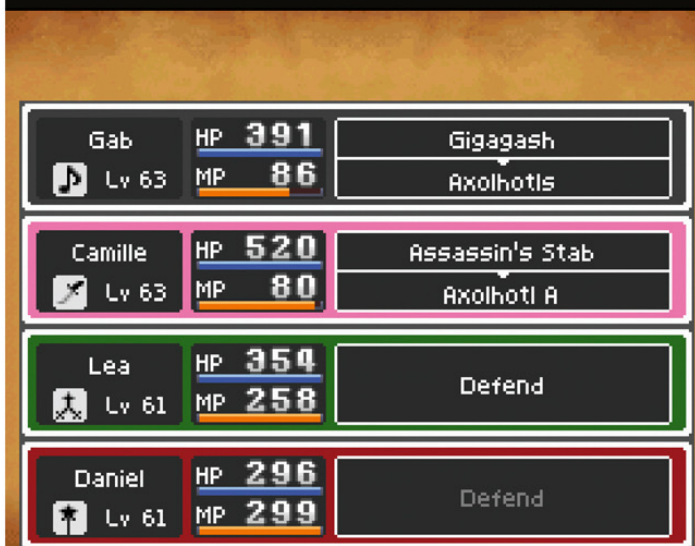 Gab
HP 391
Gigagash
Lv 63
MP 86
Axolhotls
Camille
HP 520
Assassin's Stab
Lv 63
MP 80
Axolhotl A
Lea
HP 354
Defend
Lv 61
MP 258
Daniel
HP 296
Defend
Lv 61
MP 299